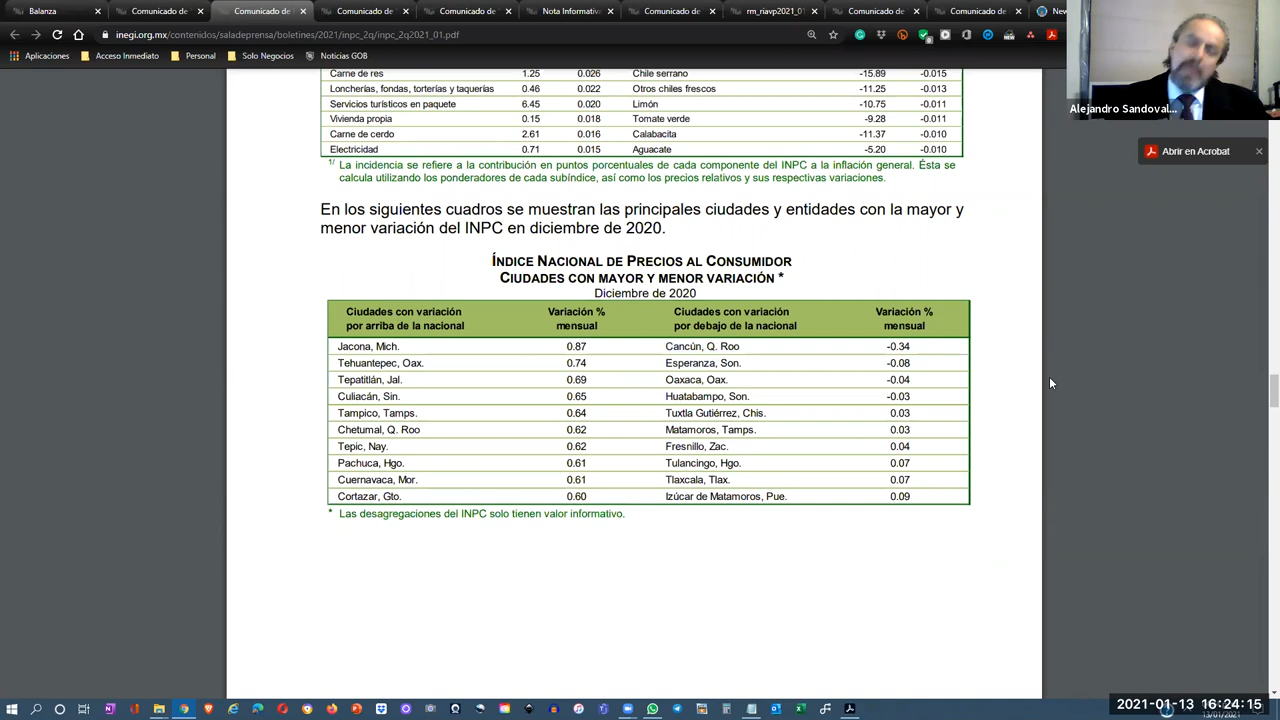 Balanza
Comunicado de
Comunicado de
Comunicado de
Comunicado de
Nota Informativ
Comunicado de
rm_riavp2021_01
Comunicado de
Comunicado de
New
inegi.org.mx/contenidos/saladeprensa/boletines/2021/inpc_2q/inpc_2q2021_01.pdf
Aplicaciones Acceso Inmediato Personal Solo Negocios Noticias GOB
Alejandro Sandoval...
Abrir en Acrobat
Carne de res 1.25 0.026 Chile serrano -15.89 -0.015
Loncherías, fondas, torterías y taquerías 0.46 0.022 Otros chiles frescos -11.25 -0.013
Servicios turísticos en paquete 6.45 0.020 Limón -10.75 -0.011
Vivienda propia 0.15 0.018 Tomate verde -9.28 -0.011
Carne de cerdo 2.61 0.016 Calabacita -11.37 -0.010
Electricidad 0.71 0.015 Aguacate -5.20 -0.010
1/ La incidencia se refiere a la contribución en puntos porcentuales de cada componente del INPC a la inflación general. Ésta se
calcula utilizando los ponderadores de cada subíndice, así como los precios relativos y sus respectivas variaciones.
En los siguientes cuadros se muestran las principales ciudades y entidades con la mayor y
menor variación del INPC en diciembre de 2020.
ÍNDICE NACIONAL DE PRECIOS AL CONSUMIDOR
CIUDADES CON MAYOR Y MENOR VARIACIÓN *
Diciembre de 2020
Ciudades con variación Variación % Ciudades con variación Variación %
por arriba de la nacional mensual por debajo de la nacional mensual
Jacona, Mich. 0.87 Cancún, Q. Roo -0.34
Tehuantepec, Oax. 0.74 Esperanza, Son. -0.08
Tepatitlán, Jal. 0.69 Oaxaca, Oax. -0.04
Culiacán, Sin. 0.65 Huatabampo, Son. -0.03
Tampico, Tamps. 0.64 Tuxtla Gutiérrez, Chis. 0.03
Chetumal, Q. Roo 0.62 Matamoros, Tamps. 0.03
Tepic, Nay. 0.62 Fresnillo, Zac. 0.04
Pachuca, Hgo. 0.61 Tulancingo, Hgo. 0.07
Cuernavaca, Mor. 0.61 Tlaxcala, Tlax. 0.07
Cortazar, Gto. 0.60 Izúcar de Matamoros, Pue. 0.09
* Las desagregaciones del INPC solo tienen valor informativo.
2021-01-13 16:24:15
13/01/2021